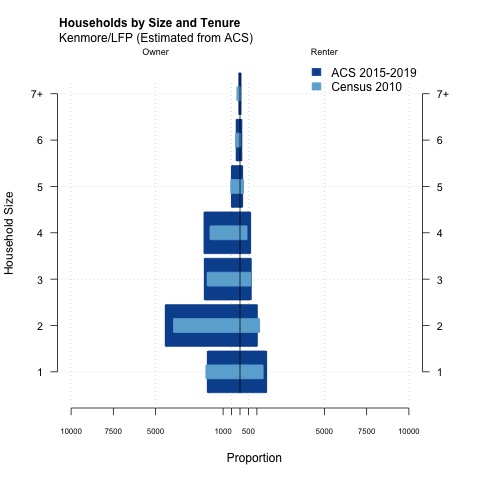 Households by Size and Tenure
Kenmore/LFP (Estimated from ACS)
Owner
Renter
ACS 2015-2019
Census 2010
7+
7+
6
6
5
5
4
4
3
3
2
2
1
1
Household Size
10000 7500 5000 1000 500 5000 7500 10000
Proportion